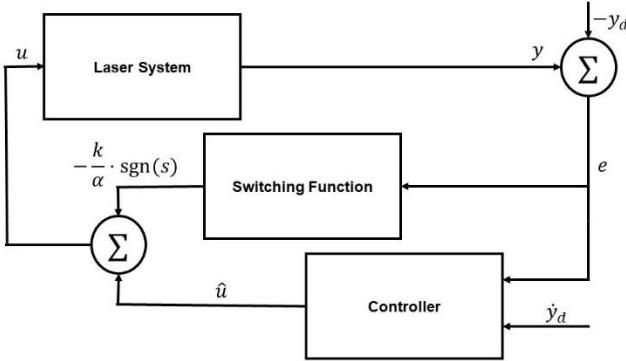 −y_d
u
Laser System
y
Σ
−k/α · sgn(s)
Switching Function
e
Σ
û
Controller
ẏ_d